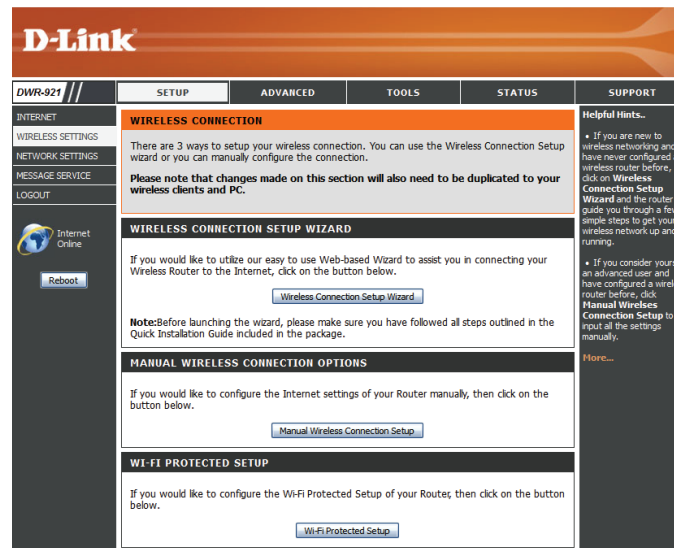 D-Link
DWR-921
SETUP
ADVANCED
TOOLS
STATUS
SUPPORT
INTERNET
WIRELESS SETTINGS
NETWORK SETTINGS
MESSAGE SERVICE
LOGOUT
Internet
Online
Reboot
WIRELESS CONNECTION
There are 3 ways to setup your wireless connection. You can use the Wireless Connection Setup
wizard or you can manually configure the connection.
Please note that changes made on this section will also need to be duplicated to your
wireless clients and PC.
WIRELESS CONNECTION SETUP WIZARD
If you would like to utilize our easy to use Web-based Wizard to assist you in connecting your
Wireless Router to the Internet, click on the button below.
Wireless Connection Setup Wizard
Note:Before launching the wizard, please make sure you have followed all steps outlined in the
Quick Installation Guide included in the package.
MANUAL WIRELESS CONNECTION OPTIONS
If you would like to configure the Internet settings of your Router manually, then click on the
button below.
Manual Wireless Connection Setup
WI-FI PROTECTED SETUP
If you would like to configure the Wi-Fi Protected Setup of your Router, then click on the button
below.
Wi-Fi Protected Setup
Helpful Hints..
• If you are new to
wireless networking and
have never configured a
wireless router before,
click on Wireless
Connection Setup
Wizard and the router
guide you through a few
simple steps to get your
wireless network up and
running.
• If you consider yours
an advanced user and
have configured a wirel
router before, click
Manual Wirelses
Connection Setup to
input all the settings
manually.
More...